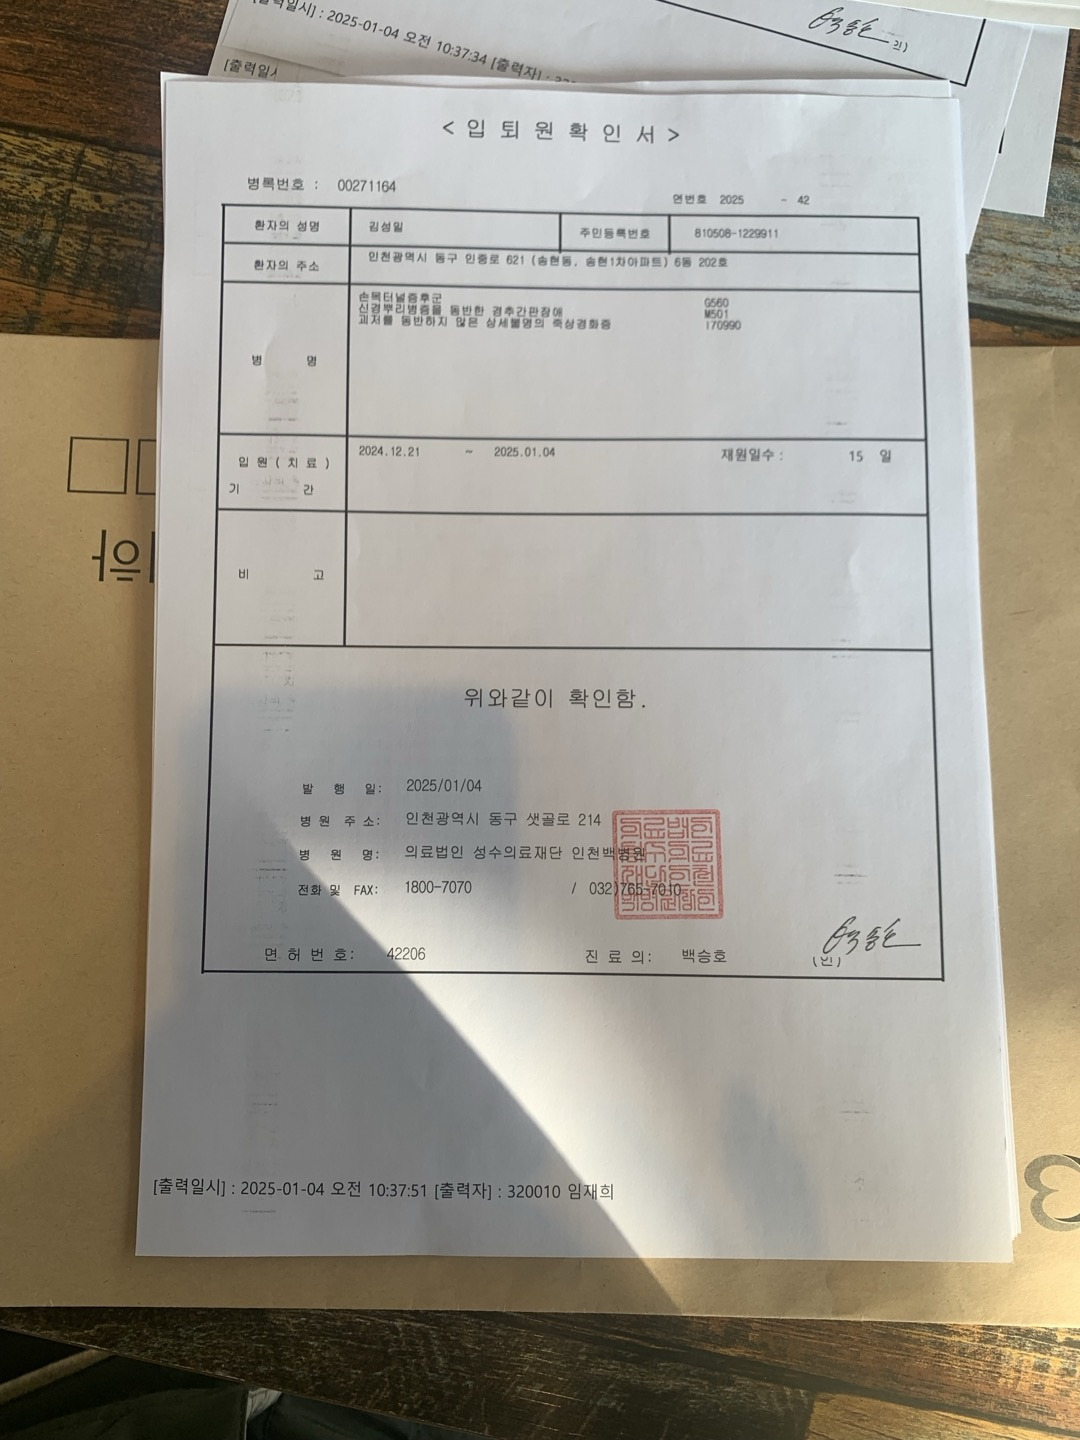 [출력일시] : 2025-01-04 오전 10:37:34 [출력자] :
[출력일시
<입 퇴 원 확 인 서>
병록번호 : 00271164
연번호 2025 - 42
환자의 성명 김성일 주민등록번호 810508-1229911
환자의 주소 인천광역시 동구 인중로 621 (송현동, 송현1차아파트) 6동 202호
손목터널증후군 G560
신경뿌리병증을 동반한 경추간판장애 M501
괴저를 동반하지 않은 상세불명의 죽상경화증 I70990
병 명
입 원 ( 치 료 ) 2024.12.21 ~ 2025.01.04 재원일수 : 15 일
기 간
비 고
위와같이 확인함.
발 행 일: 2025/01/04
병 원 주 소: 인천광역시 동구 샛골로 214
병 원 명: 의료법인 성수의료재단 인천백병원
전화 및 FAX: 1800-7070 / 032)765-7010
면 허 번 호: 42206 진 료 의: 백승호 (인)
[출력일시] : 2025-01-04 오전 10:37:51 [출력자] : 320010 임재희